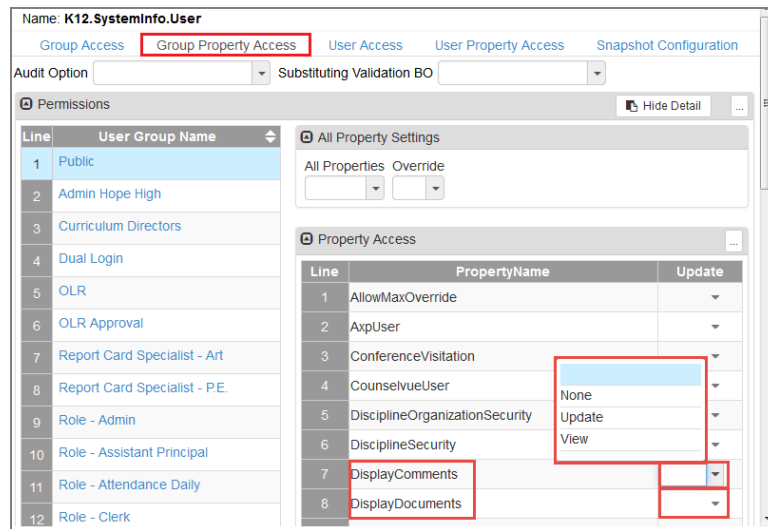 Name: K12.SystemInfo.User
Group Access Group Property Access User Access User Property Access Snapshot Configuration
Audit Option Substituting Validation BO
Permissions Hide Detail ...
Line User Group Name
1 Public
2 Admin Hope High
3 Curriculum Directors
4 Dual Login
5 OLR
6 OLR Approval
7 Report Card Specialist - Art
8 Report Card Specialist - P.E.
9 Role - Admin
10 Role - Assistant Principal
11 Role - Attendance Daily
12 Role - Clerk
All Property Settings
All Properties Override
Property Access ...
Line PropertyName Update
1 AllowMaxOverride
2 AxpUser
3 ConferenceVisitation
4 CounselvueUser
5 DisciplineOrganizationSecurity
6 DisciplineSecurity
7 DisplayComments
8 DisplayDocuments
None
Update
View